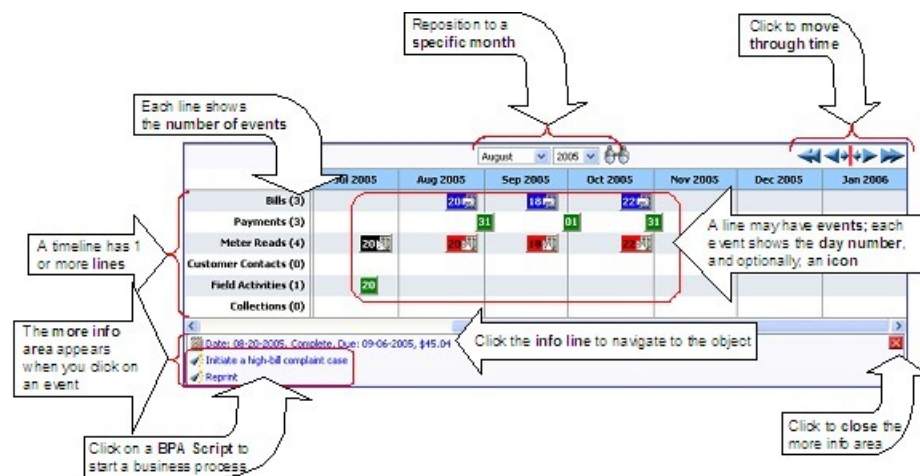 Reposition to a
specific month
Click to move
through time
Each line shows
the number of events
August 2005
Jul 2005 Aug 2005 Sep 2005 Oct 2005 Nov 2005 Dec 2005 Jan 2006
Bills (3) 20 18 22
Payments (3) 31 01 31
Meter Reads (4) 20 20 18 22
Customer Contacts (0)
Field Activities (1) 20
Collections (0)
A timeline has 1
or more lines
A line may have events; each
event shows the day number,
and optionally, an icon
The more info
area appears
when you click on
an event
Date: 08-20-2005, Complete, Due: 09-06-2005, $45.04
Click the info line to navigate to the object
Initiate a high-bill complaint case
Reprint
Click on a BPA Script to
start a business process
Click to close the
more info area